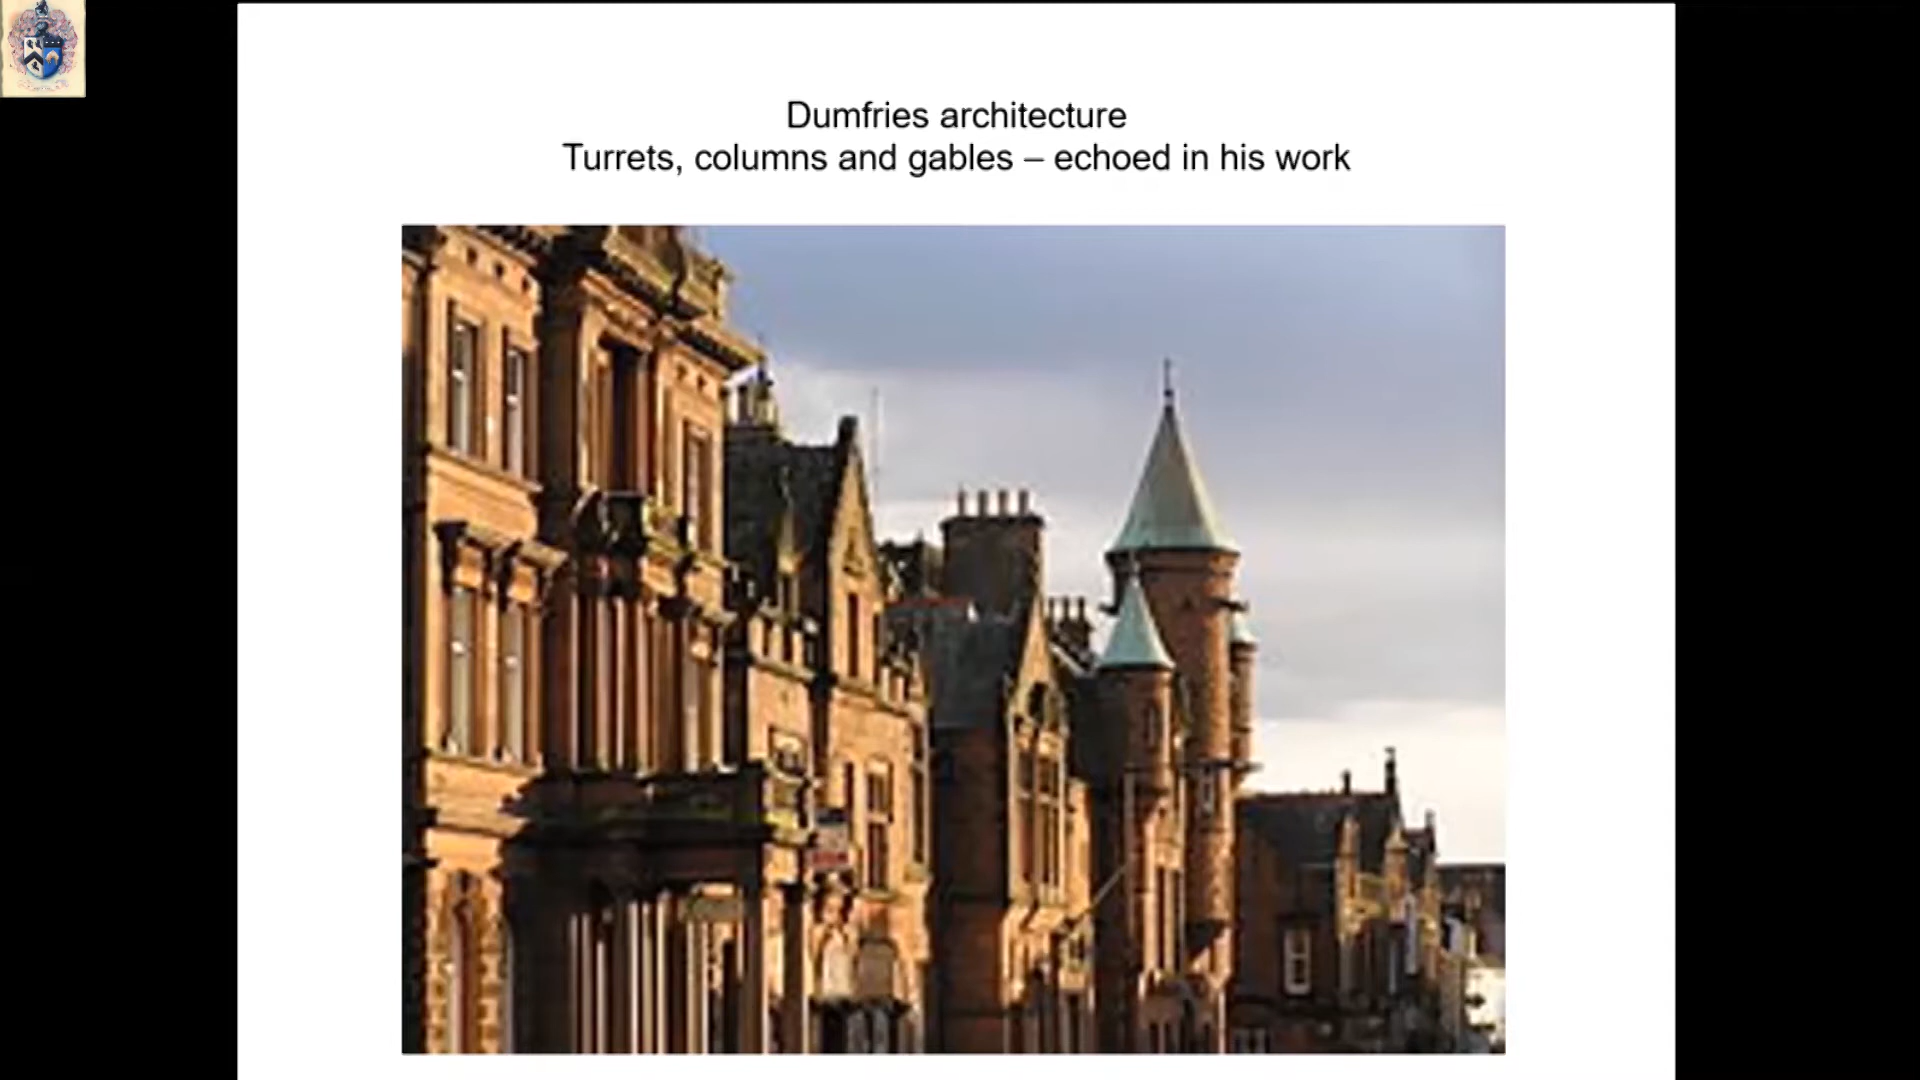 Dumfries architecture
Turrets, columns and gables – echoed in his work